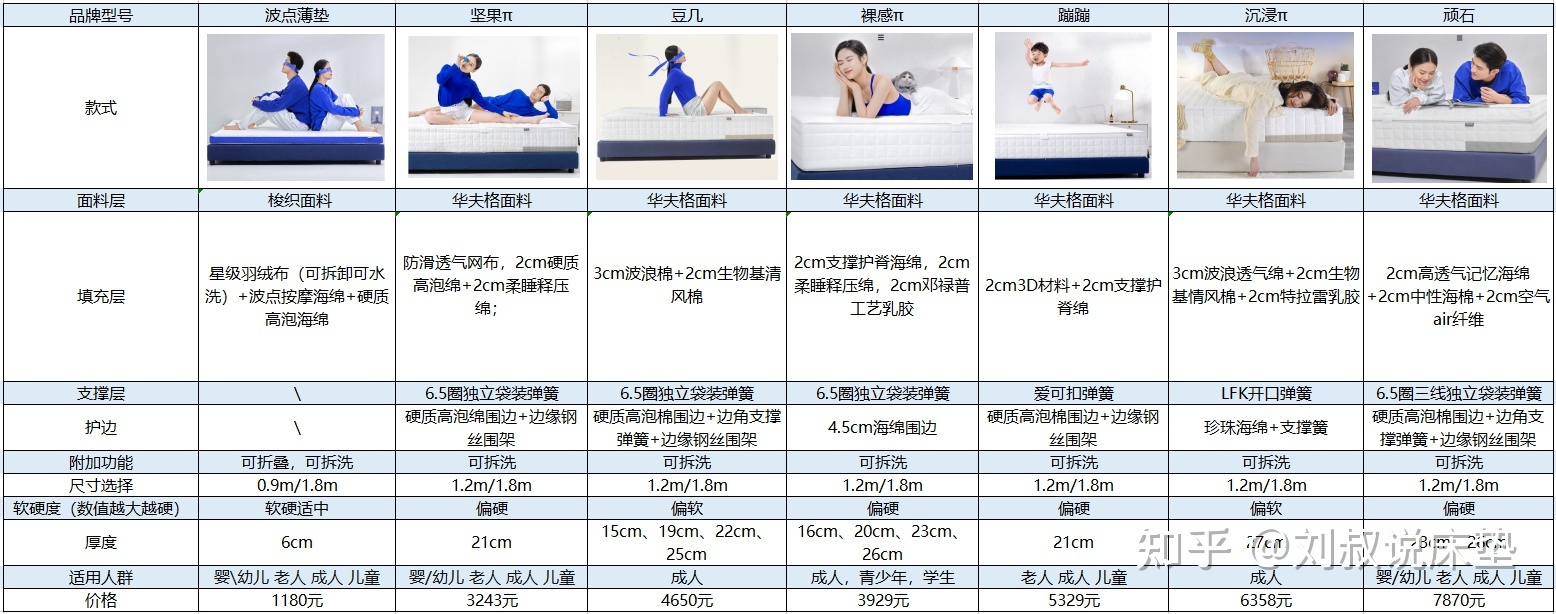 品牌型号 波点薄垫 坚果π 豆几 裸感π 蹦蹦 沉浸π 顽石
款式
面料层 梭织面料 华夫格面料 华夫格面料 华夫格面料 华夫格面料 华夫格面料 华夫格面料
填充层
星级羽绒布（可拆卸可水
洗）+波点按摩海绵+硬质
高泡海绵
防滑透气网布，2cm硬质
高泡绵+2cm柔睡释压
绵；
3cm波浪棉+2cm生物基清
风棉
2cm支撑护脊海绵，2cm
柔睡释压绵，2cm邓禄普
工艺乳胶
2cm3D材料+2cm支撑护
脊绵
3cm波浪透气绵+2cm生物
基情风棉+2cm特拉雷乳胶
2cm高透气记忆海绵
+2cm中性海棉+2cm空气
air纤维
支撑层 \ 6.5圈独立袋装弹簧 6.5圈独立袋装弹簧 6.5圈独立袋装弹簧 爱可扣弹簧 LFK开口弹簧 6.5圈三线独立袋装弹簧
护边 \
硬质高泡绵围边+边缘钢
丝围架
硬质高泡棉围边+边角支撑
弹簧+边缘钢丝围架
4.5cm海绵围边
硬质高泡棉围边+边缘钢
丝围架
珍珠海绵+支撑簧
硬质高泡棉围边+边角支
撑弹簧+边缘钢丝围架
附加功能 可折叠，可拆洗 可拆洗 可拆洗 可拆洗 可拆洗 可拆洗 可拆洗
尺寸选择 0.9m/1.8m 1.2m/1.8m 1.2m/1.8m 1.2m/1.8m 1.2m/1.8m 1.2m/1.8m 1.2m/1.8m
软硬度（数值越大越硬） 软硬适中 偏硬 偏软 偏硬 偏硬 偏软 偏硬
厚度 6cm 21cm
15cm、19cm、22cm、
25cm
16cm、20cm、23cm、
26cm
21cm 27cm 23cm、26cm
知乎 @刘叔说床垫
适用人群 婴\幼儿 老人 成人 儿童 婴/幼儿 老人 成人 儿童 成人 成人，青少年，学生 老人 成人 儿童 成人 婴/幼儿 老人 成人 儿童
价格 1180元 3243元 4650元 3929元 5329元 6358元 7870元